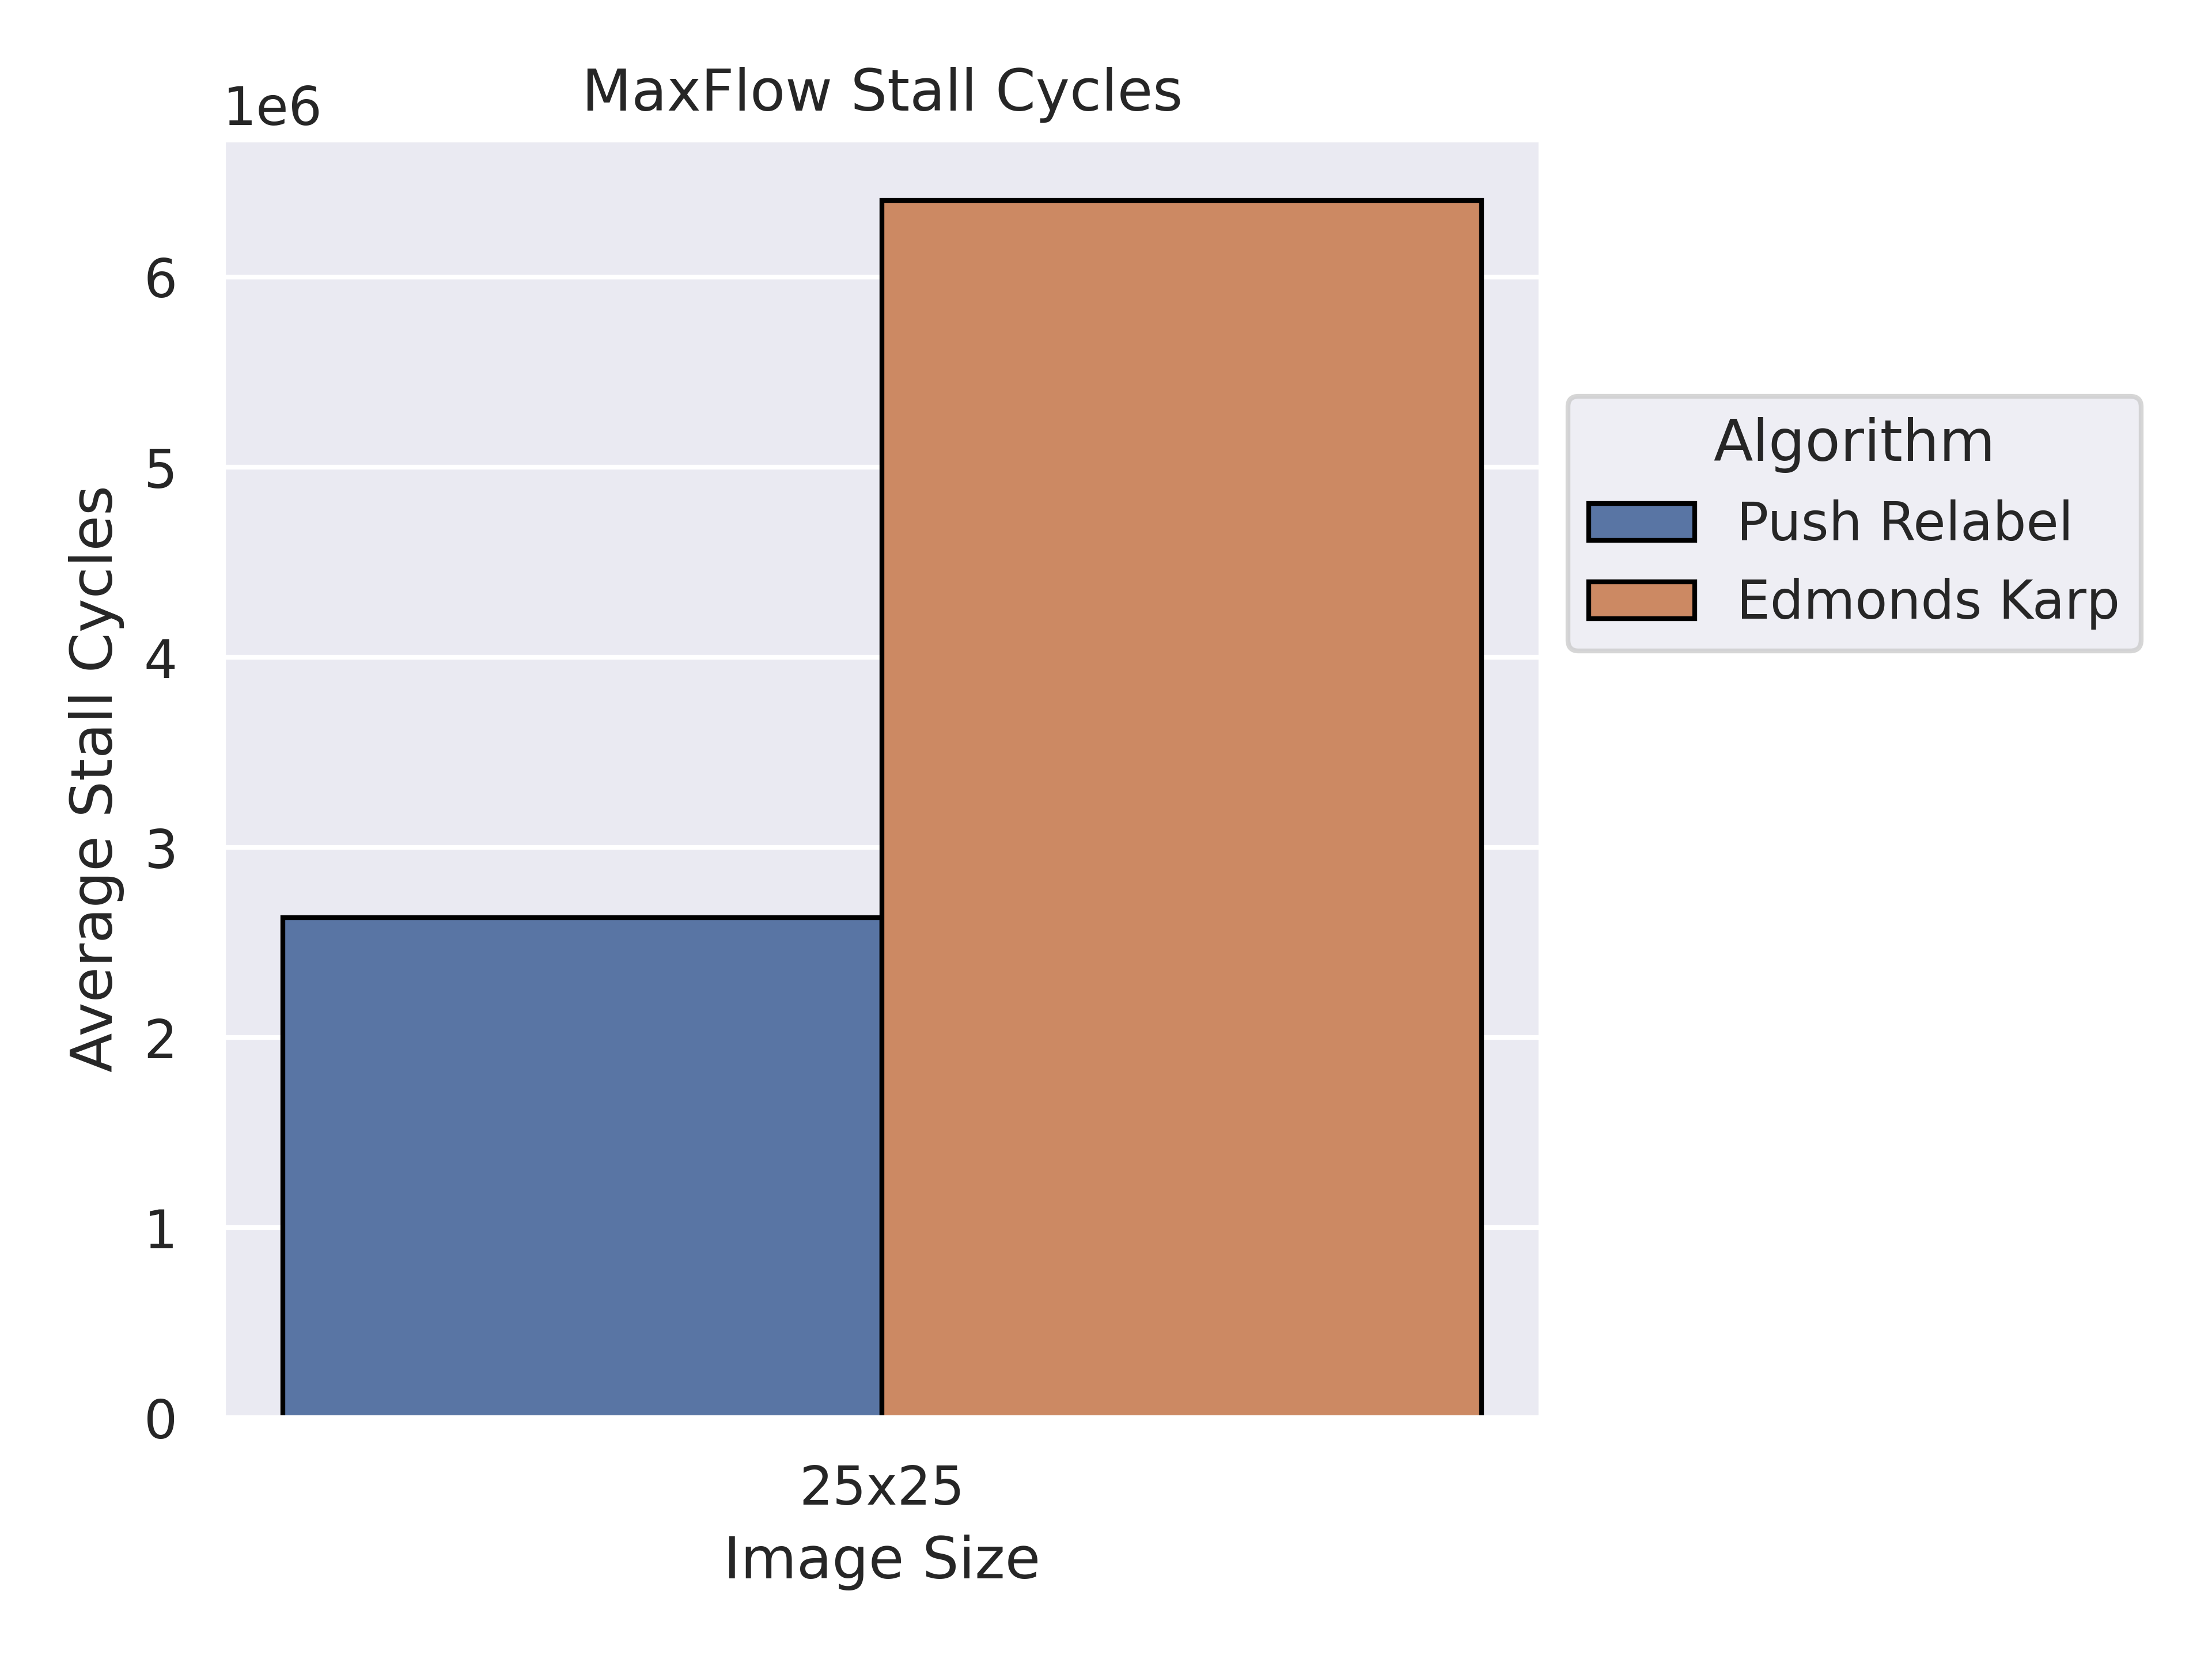 MaxFlow Stall Cycles
1e6
6
5
4
3
2
1
0
Average Stall Cycles
25x25
Image Size
Algorithm
Push Relabel
Edmonds Karp